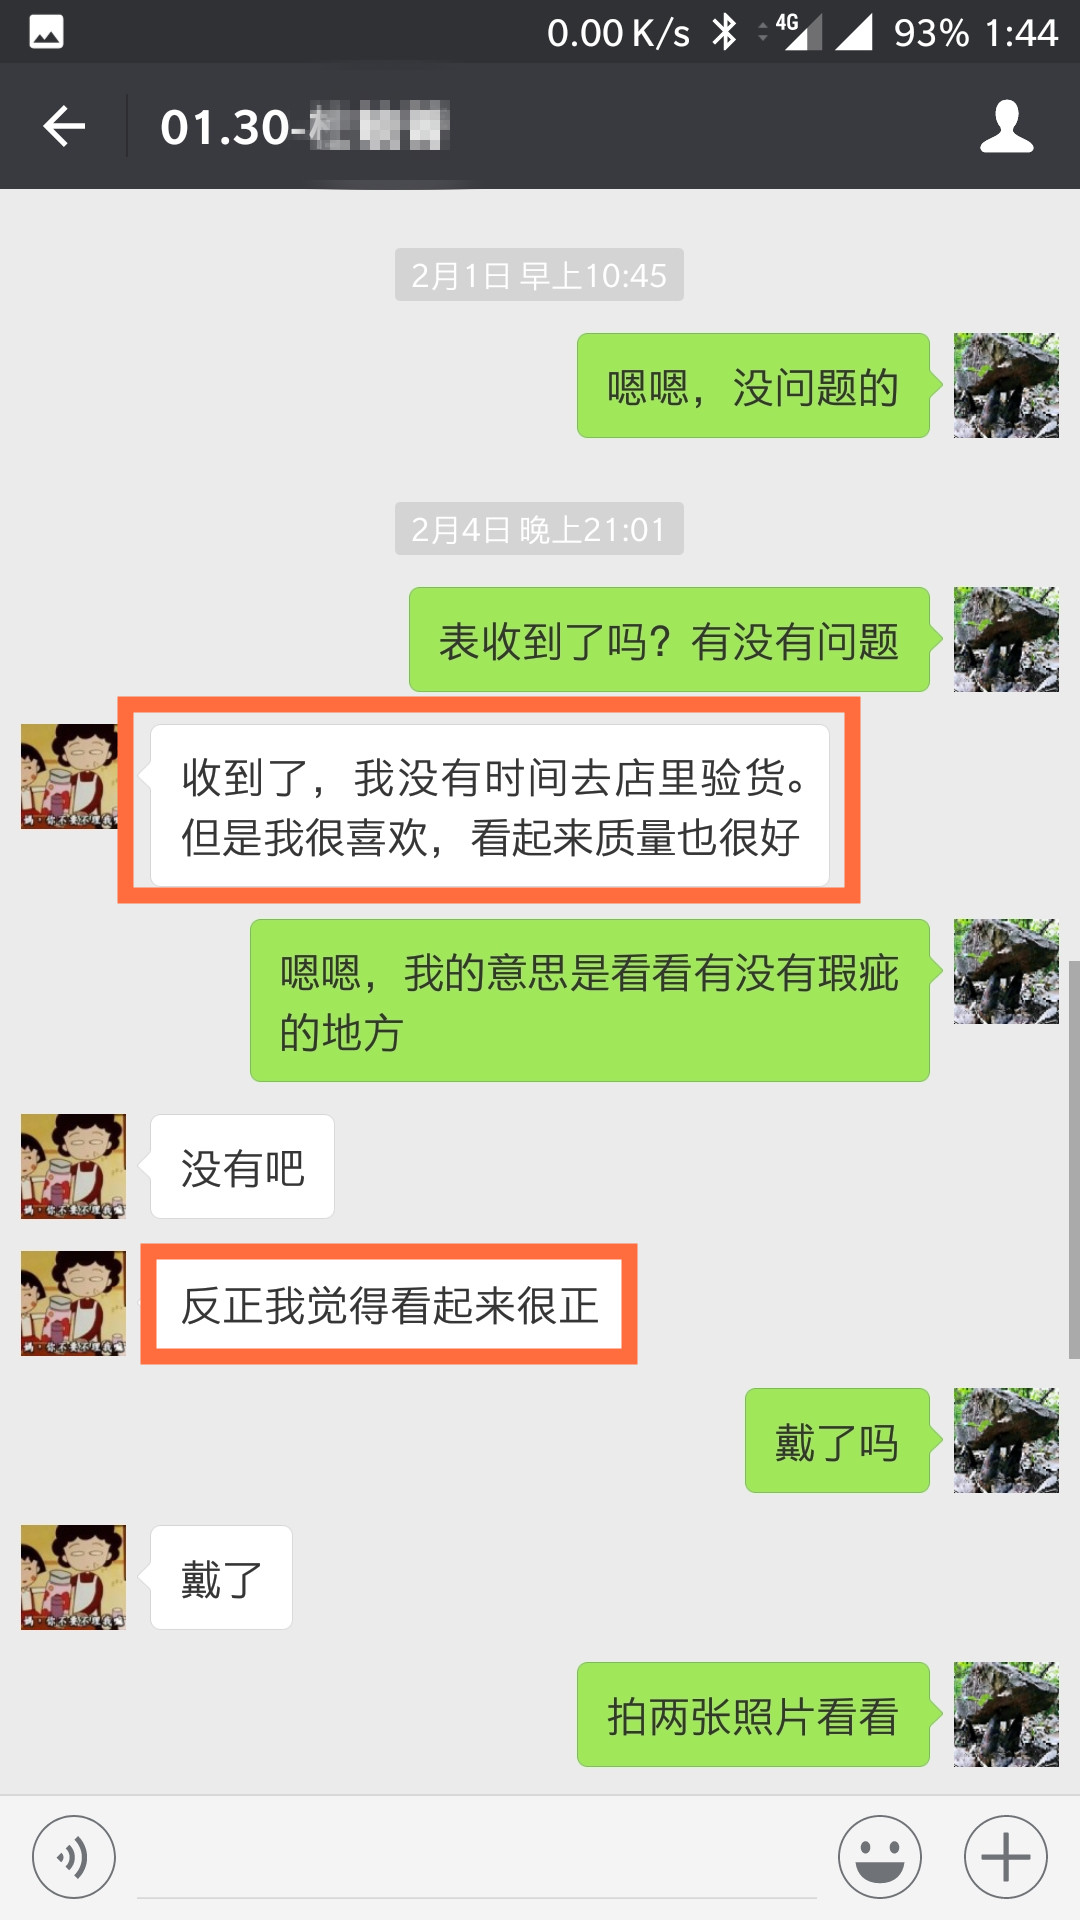 0.00 K/s 4G 93% 1:44
01.30-
2月1日 早上10:45
嗯嗯，没问题的
2月4日 晚上21:01
表收到了吗？有没有问题
收到了，我没有时间去店里验货。
但是我很喜欢，看起来质量也很好
嗯嗯，我的意思是看看有没有瑕疵
的地方
没有吧
反正我觉得看起来很正
戴了吗
戴了
拍两张照片看看